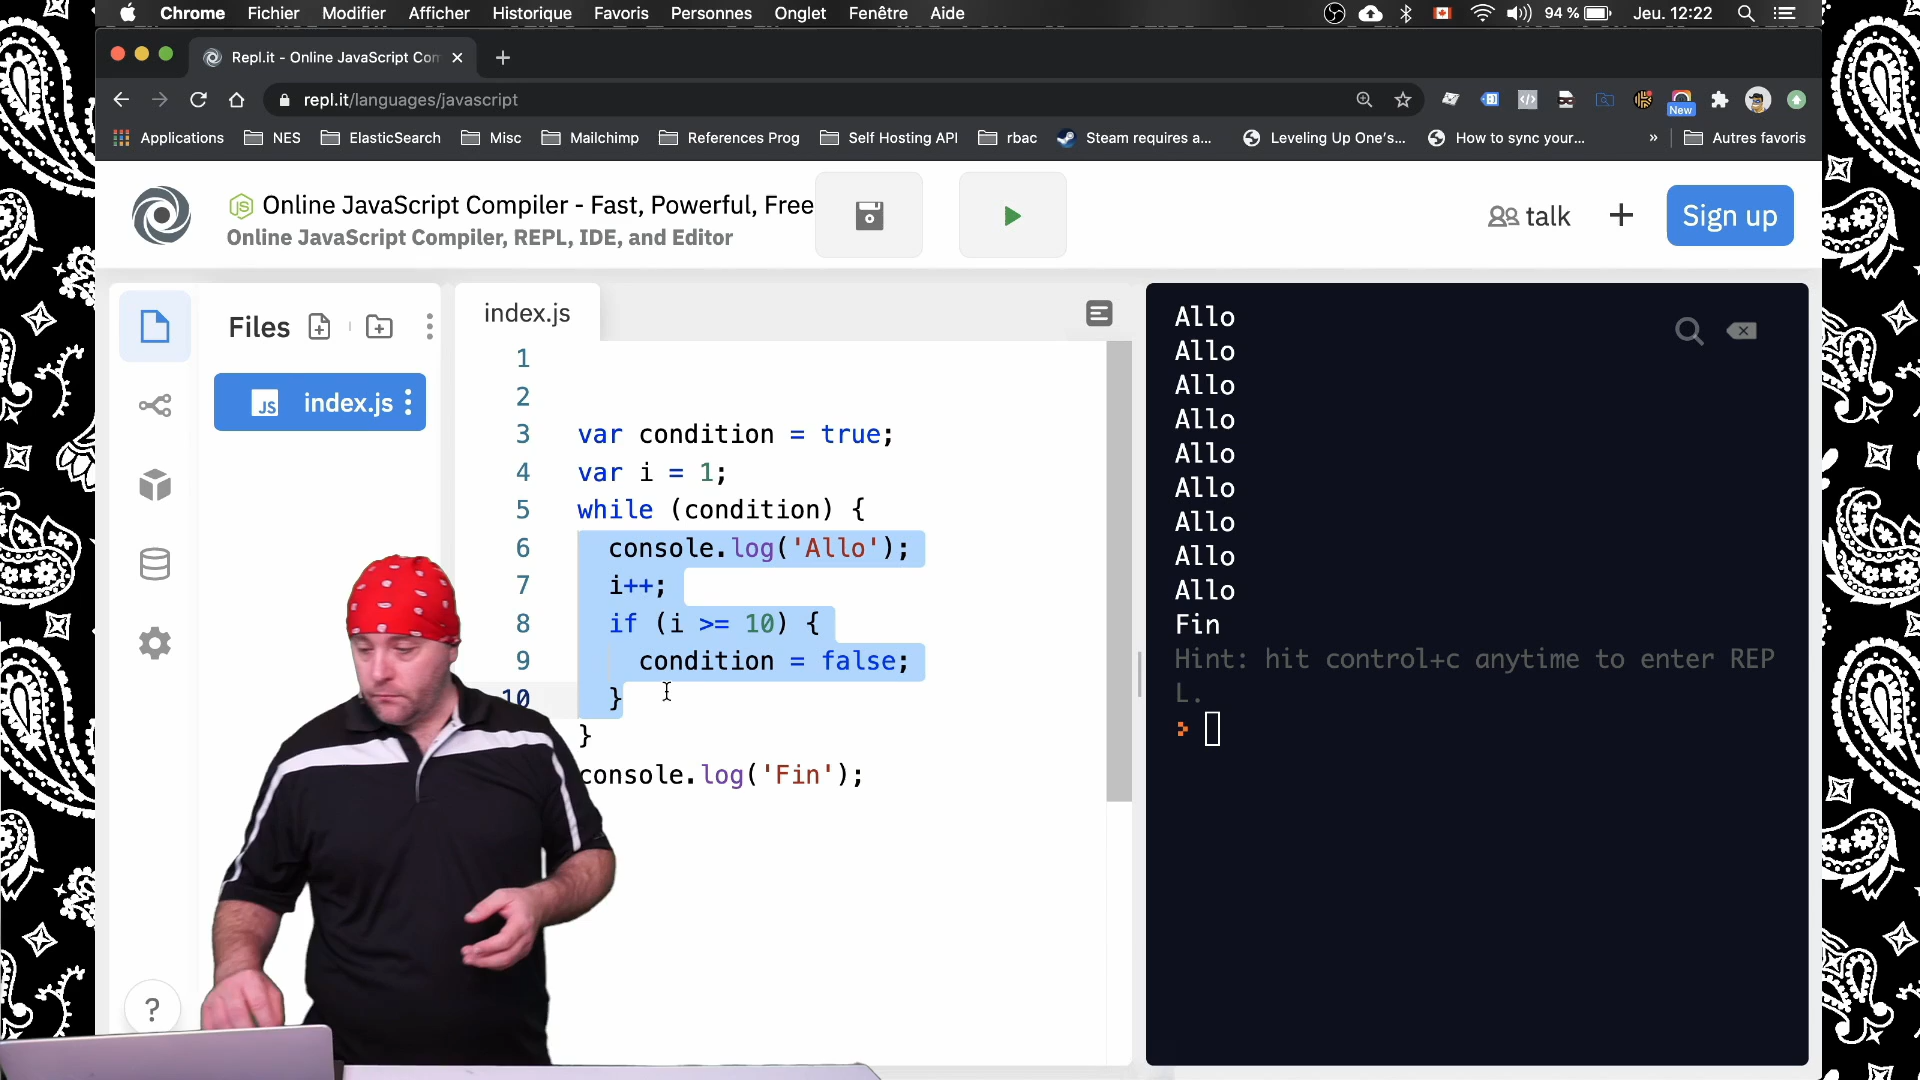 Chrome Fichier Modifier Afficher Historique Favoris Personnes Onglet Fenêtre Aide 94 % Jeu. 12:22
Repl.it - Online JavaScript Com
repl.it/languages/javascript
New
Applications NES ElasticSearch Misc Mailchimp References Prog Self Hosting API rbac Steam requires a... Leveling Up One's... How to sync your... » Autres favoris
JS Online JavaScript Compiler - Fast, Powerful, Free
Online JavaScript Compiler, REPL, IDE, and Editor
talk + Sign up
Files
JS index.js
index.js
1
2
3 var condition = true;
4 var i = 1;
5 while (condition) {
6 console.log('Allo');
7 i++;
8 if (i >= 10) {
9 condition = false;
10 }
}
console.log('Fin');
?
Allo
Allo
Allo
Allo
Allo
Allo
Allo
Allo
Allo
Fin
Hint: hit control+c anytime to enter REP
L.
>